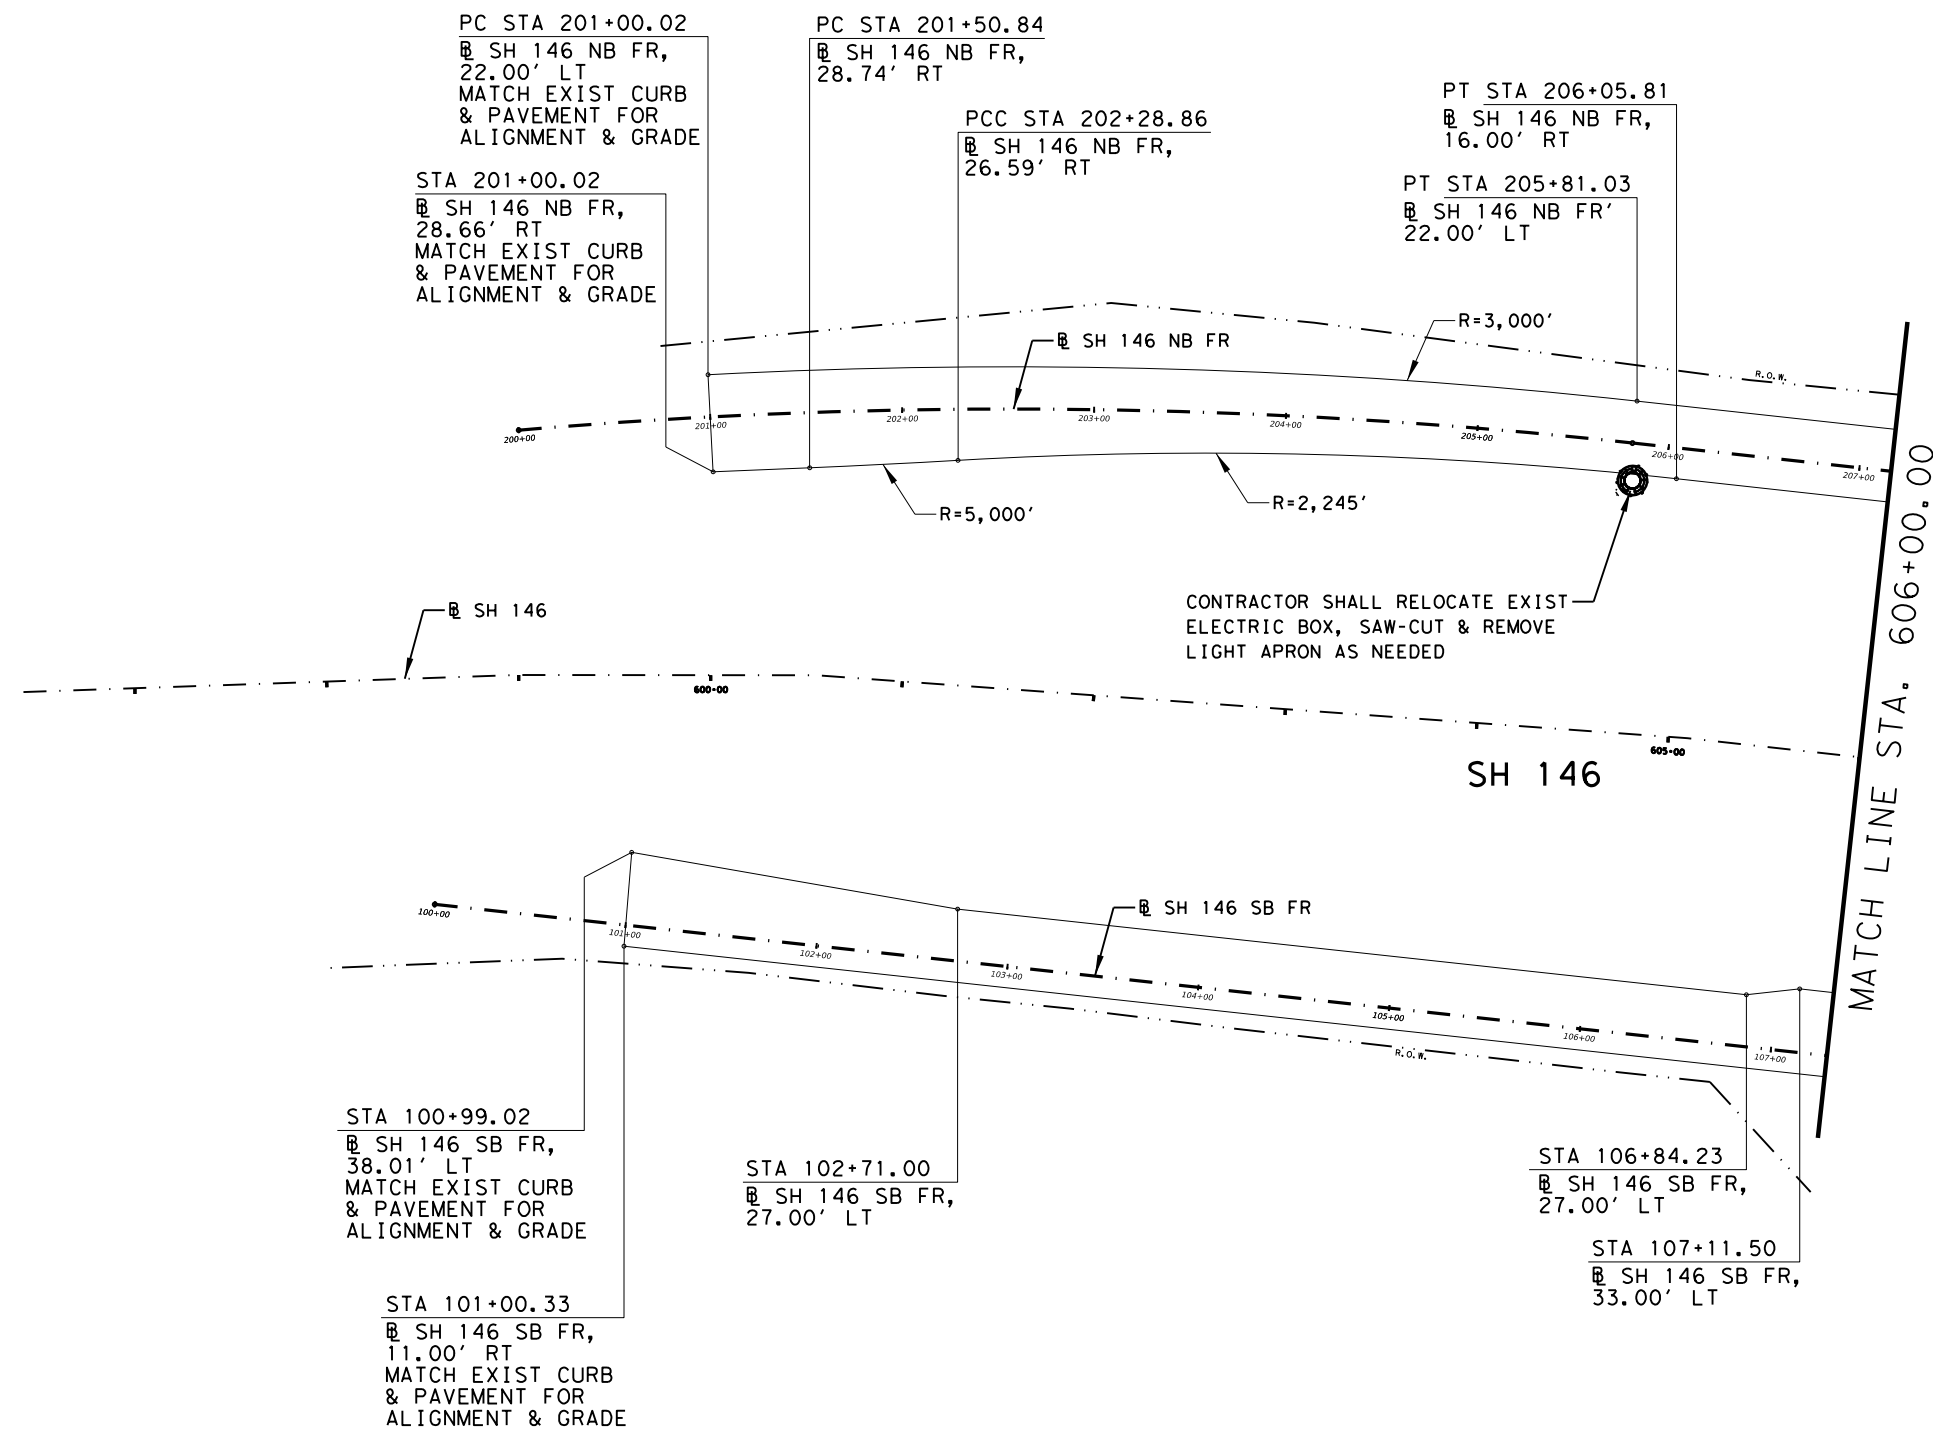 PC STA 201+00.02
℄ SH 146 NB FR,
22.00' LT
MATCH EXIST CURB
& PAVEMENT FOR
ALIGNMENT & GRADE
PC STA 201+50.84
℄ SH 146 NB FR,
28.74' RT
PCC STA 202+28.86
℄ SH 146 NB FR,
26.59' RT
PT STA 206+05.81
℄ SH 146 NB FR,
16.00' RT
STA 201+00.02
℄ SH 146 NB FR,
28.66' RT
MATCH EXIST CURB
& PAVEMENT FOR
ALIGNMENT & GRADE
PT STA 205+81.03
℄ SH 146 NB FR'
22.00' LT
R=3,000'
℄ SH 146 NB FR
R.O.W.
200+00
201+00
202+00
203+00
204+00
205+00
206+00
207+00
R=5,000'
R=2,245'
CONTRACTOR SHALL RELOCATE EXIST
ELECTRIC BOX, SAW-CUT & REMOVE
LIGHT APRON AS NEEDED
℄ SH 146
600+00
605+00
SH 146
MATCH LINE STA. 606+00.00
℄ SH 146 SB FR
100+00
101+00
102+00
103+00
104+00
105+00
106+00
107+00
R.O.W.
STA 100+99.02
℄ SH 146 SB FR,
38.01' LT
MATCH EXIST CURB
& PAVEMENT FOR
ALIGNMENT & GRADE
STA 102+71.00
℄ SH 146 SB FR,
27.00' LT
STA 106+84.23
℄ SH 146 SB FR,
27.00' LT
STA 107+11.50
℄ SH 146 SB FR,
33.00' LT
STA 101+00.33
℄ SH 146 SB FR,
11.00' RT
MATCH EXIST CURB
& PAVEMENT FOR
ALIGNMENT & GRADE